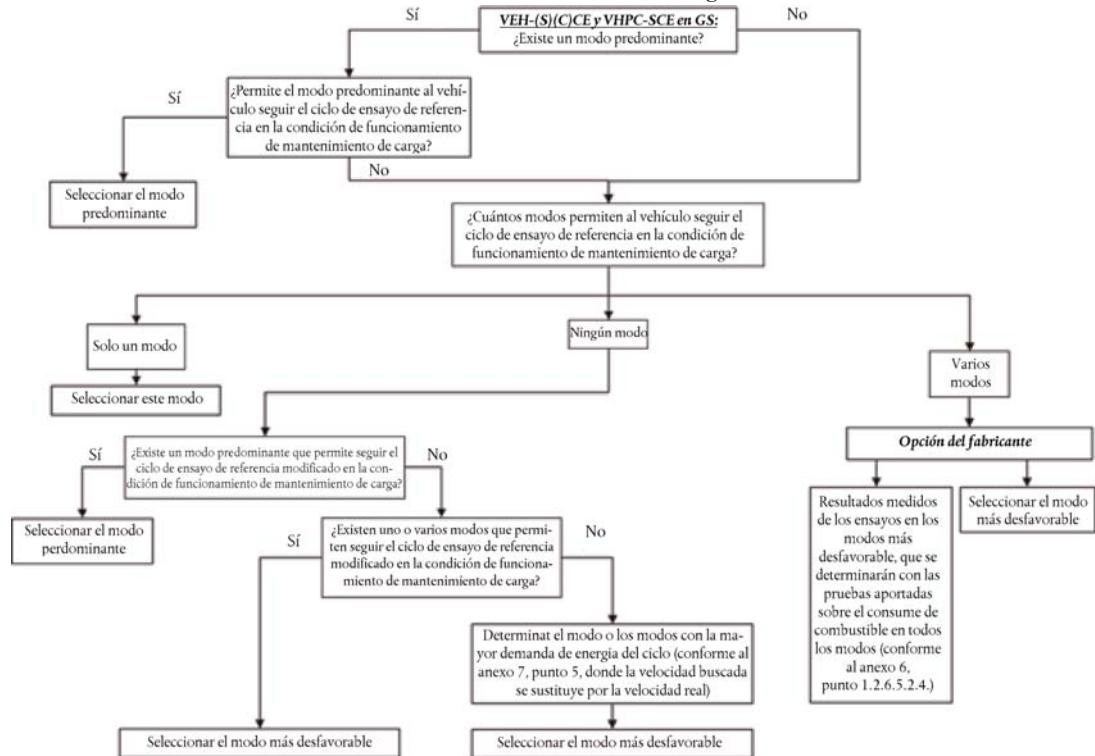 VEH-(S)(C)CE y VHPC-SCE en GS:
¿Existe un modo predominante?
Sí
No
¿Permite el modo predominante al vehí-
culo seguir el ciclo de ensayo de referen-
cia en la condición de funcionamiento
de mantenimiento de carga?
Sí
No
Seleccionar el modo
predominante
¿Cuántos modos permiten al vehículo seguir el
ciclo de ensayo de referencia en la condición de
funcionamiento de mantenimiento de carga?
Solo un modo
Ningún modo
Varios
modos
Seleccionar este modo
Opción del fabricante
Sí
¿Existe un modo predominante que permite seguir el
ciclo de ensayo de referencia modificado en la con-
dición de funcionamiento de mantenimiento de carga?
No
Seleccionar el modo
perdominante
Sí
¿Existen uno o varios modos que permi-
ten seguir el ciclo de ensayo de referencia
modificado en la condición de funciona-
miento de mantenimiento de carga?
No
Resultados medidos
de los ensayos en los
modos más
desfavorable, que se
determinarán con las
pruebas aportadas
sobre el consume de
combustible en todos
los modos (conforme
al anexo 6,
punto 1.2.6.5.2.4.)
Seleccionar el modo
más desfavorable
Determinat el modo o los modos con la ma-
yor demanda de energia del ciclo (conforme al
anexo 7, punto 5, donde la velocidad buscada
se sustituye por la velocidad real)
Seleccionar el modo más desfavorable
Seleccionar el modo más desfavorable